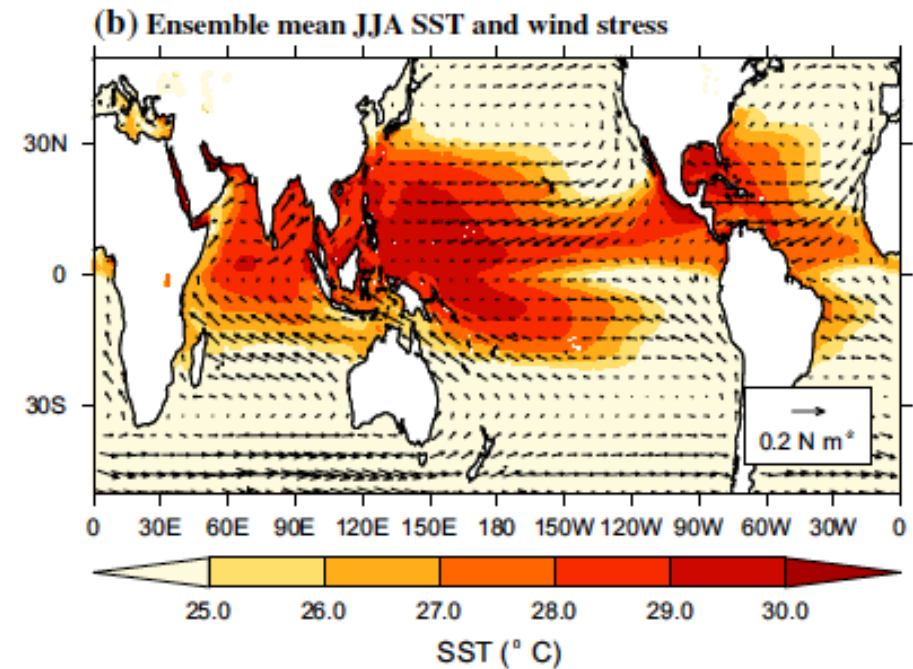 (b) Ensemble mean JJA SST and wind stress
30N
0
30S
0.2 N m⁻²
0 30E 60E 90E 120E 150E 180 150W 120W 90W 60W 30W 0
25.0 26.0 27.0 28.0 29.0 30.0
SST (° C)